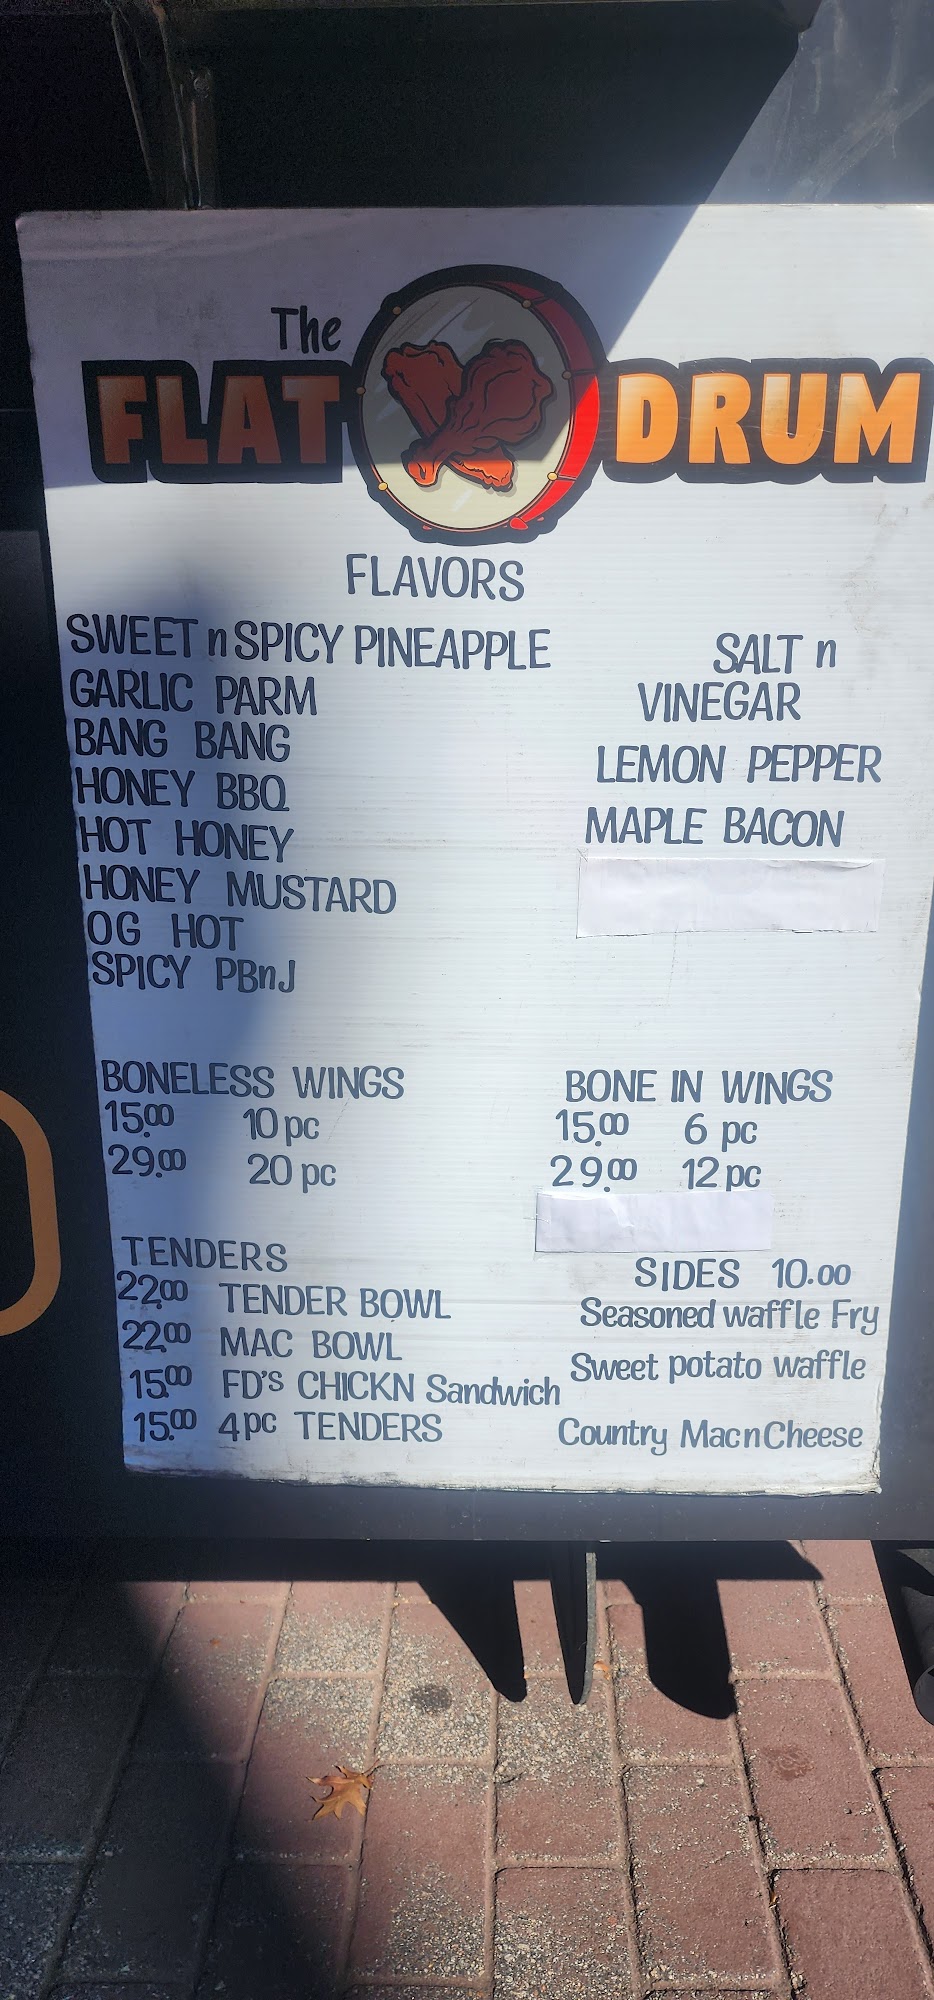 The
FLAT DRUM
FLAVORS
SWEET n SPICY PINEAPPLE
GARLIC PARM
BANG BANG
HONEY BBQ
HOT HONEY
HONEY MUSTARD
OG HOT
SPICY PBnJ
SALT n
VINEGAR
LEMON PEPPER
MAPLE BACON
BONELESS WINGS
15.00 10 pc
29.00 20 pc
BONE IN WINGS
15.00 6 pc
29.00 12 pc
TENDERS
22.00 TENDER BOWL
22.00 MAC BOWL
15.00 FD'S CHICKN Sandwich
15.00 4pc TENDERS
SIDES 10.00
Seasoned waffle Fry
Sweet potato waffle
Country MacnCheese